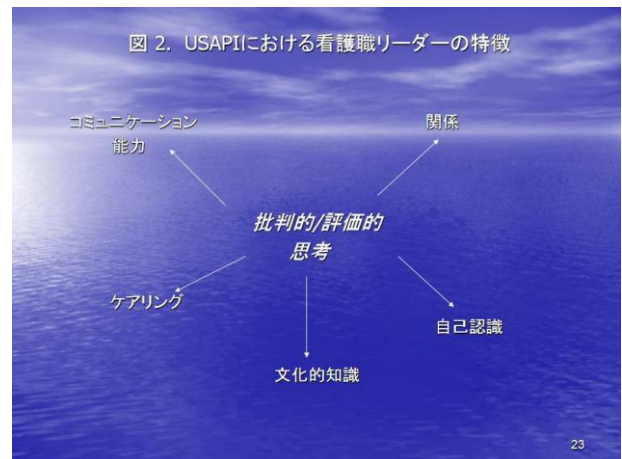 図 2. USAPIにおける看護職リーダーの特徴
コミュニケーション
能力
関係
批判的/評価的
思考
ケアリング
自己認識
文化的知識
23